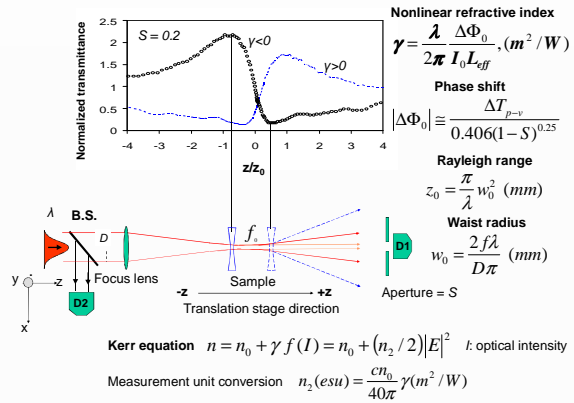 Nonlinear refractive index
γ = λ/2π ΔΦ₀/I₀L_eff , (m²/W)
Phase shift
|ΔΦ₀| ≅ ΔT_p−v / 0.406(1−S)^0.25
Rayleigh range
z₀ = π/λ w₀² (mm)
Waist radius
w₀ = 2fλ/Dπ (mm)
Normalized transmittance
2.5
2
1.5
1
0.5
0
S = 0.2
γ<0
γ>0
-4 -3 -2 -1 0 1 2 3 4
z/z₀
λ
B.S.
D
f₀
D1
y
z
x
Focus lens
D2
Sample
-z
+z
Translation stage direction
Aperture = S
Kerr equation n = n₀ + γ f(I) = n₀ + (n₂/2)|E|² I: optical intensity
Measurement unit conversion n₂(esu) = cn₀/40π γ(m²/W)